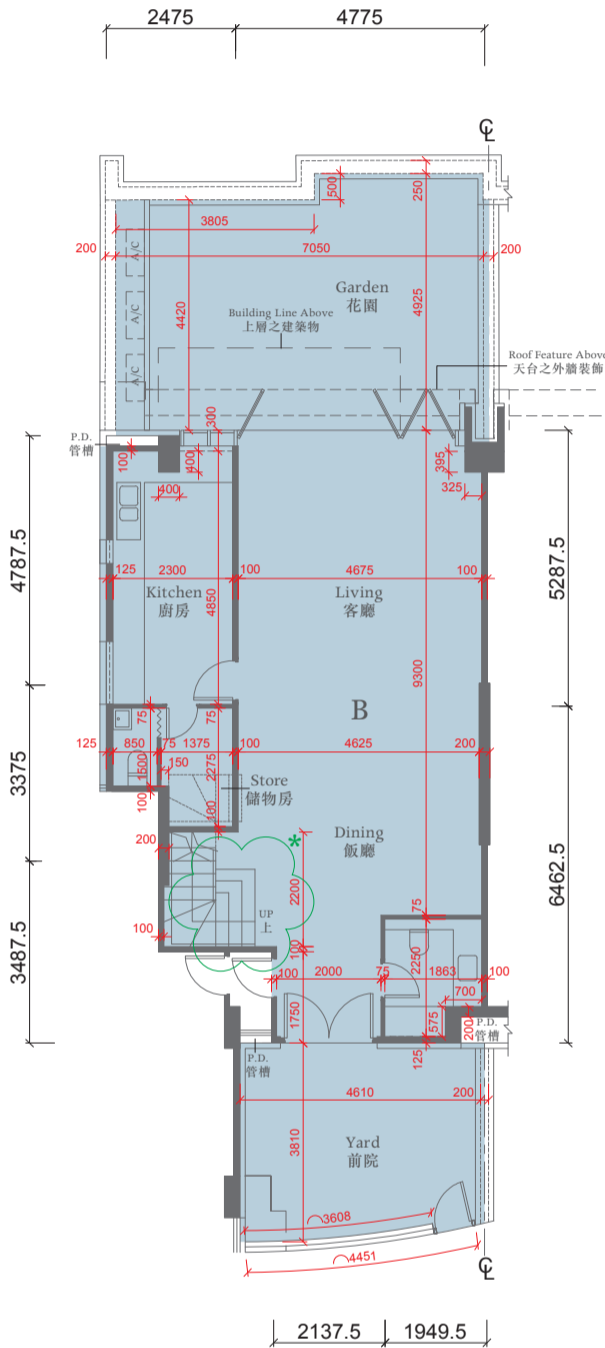 2475
4775
℄
500
250
3805
200
7050
200
A/C
A/C
A/C
Garden
花園
4925
4420
Building Line Above
上層之建築物
Roof Feature Above
天台之外牆裝飾
300
P.D.
管槽
100
400
400
395
325
4787.5
5287.5
125
2300
100
4675
100
Kitchen
廚房
4850
Living
客廳
9300
B
75
75
125
850
75
1375
100
4625
200
1500
150
2275
Store
儲物房
100
100
3375
6462.5
200
*
Dining
飯廳
2200
75
UP
上
100
3487.5
100
100
2000
75
2250
1863
100
700
1750
575
200
P.D.
管槽
125
P.D.
管槽
4610
200
3810
Yard
前院
3608
4451
℄
2137.5
1949.5